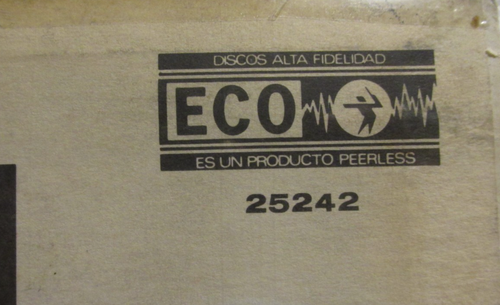 DISCOS ALTA FIDELIDAD
ECO
ES UN PRODUCTO PEERLESS
25242